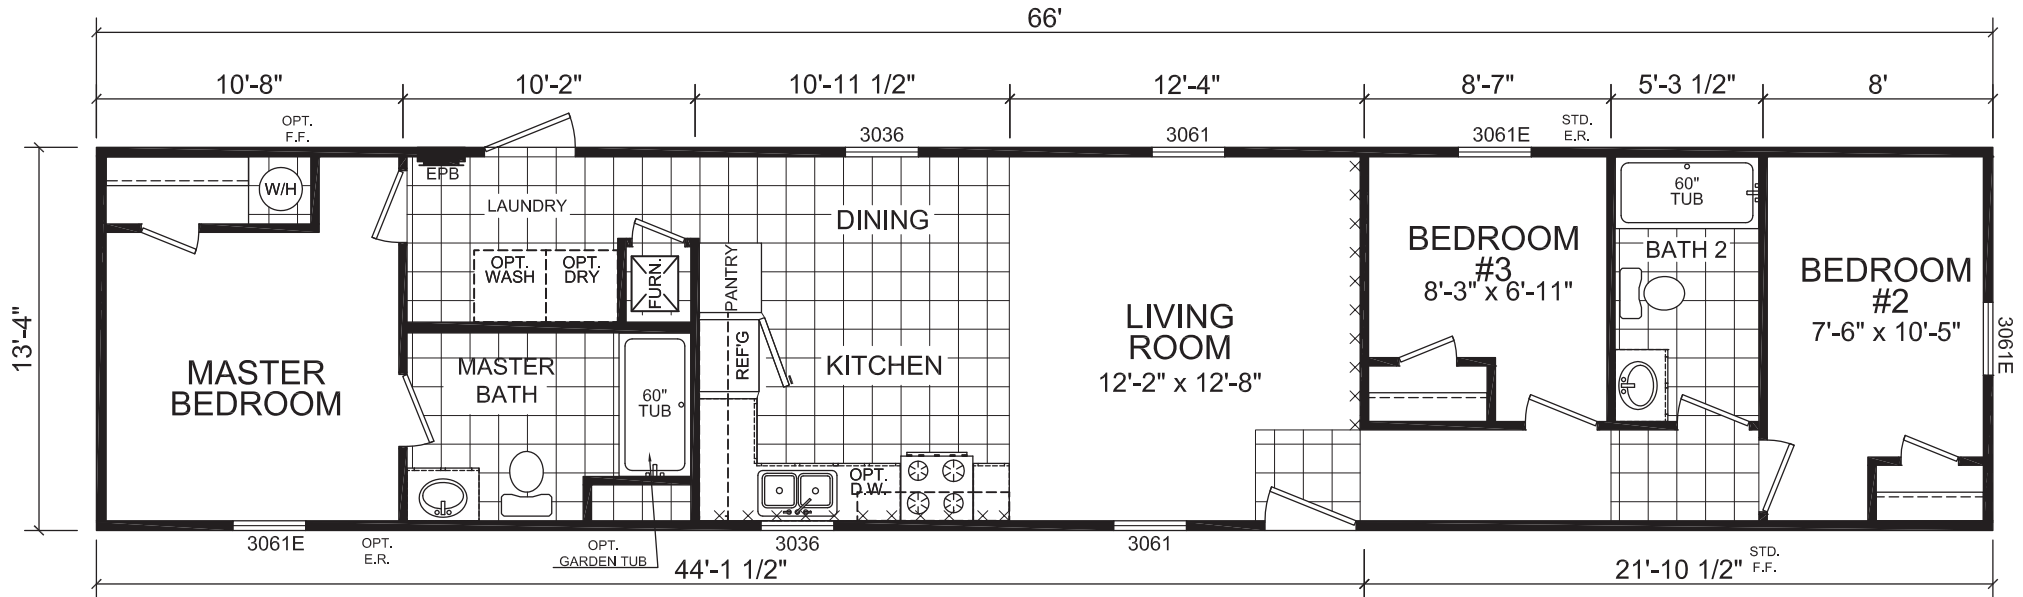 66'
10'-8" 10'-2" 10'-11 1/2" 12'-4" 8'-7" 5'-3 1/2" 8'
OPT.
F.F.
3036
3061
3061E
STD.
E.R.
13'-4"
W/H
EPB
LAUNDRY
OPT.
WASH
OPT.
DRY
FURN.
PANTRY
REF'G
DINING
KITCHEN
OPT.
D.W.
MASTER
BEDROOM
MASTER
BATH
60"
TUB
LIVING
ROOM
12'-2" x 12'-8"
BEDROOM
#3
8'-3" x 6'-11"
60"
TUB
BATH 2
BEDROOM
#2
7'-6" x 10'-5"
3061E
3061E
OPT.
E.R.
OPT.
GARDEN TUB
3036
3061
STD.
F.F.
44'-1 1/2"
21'-10 1/2"